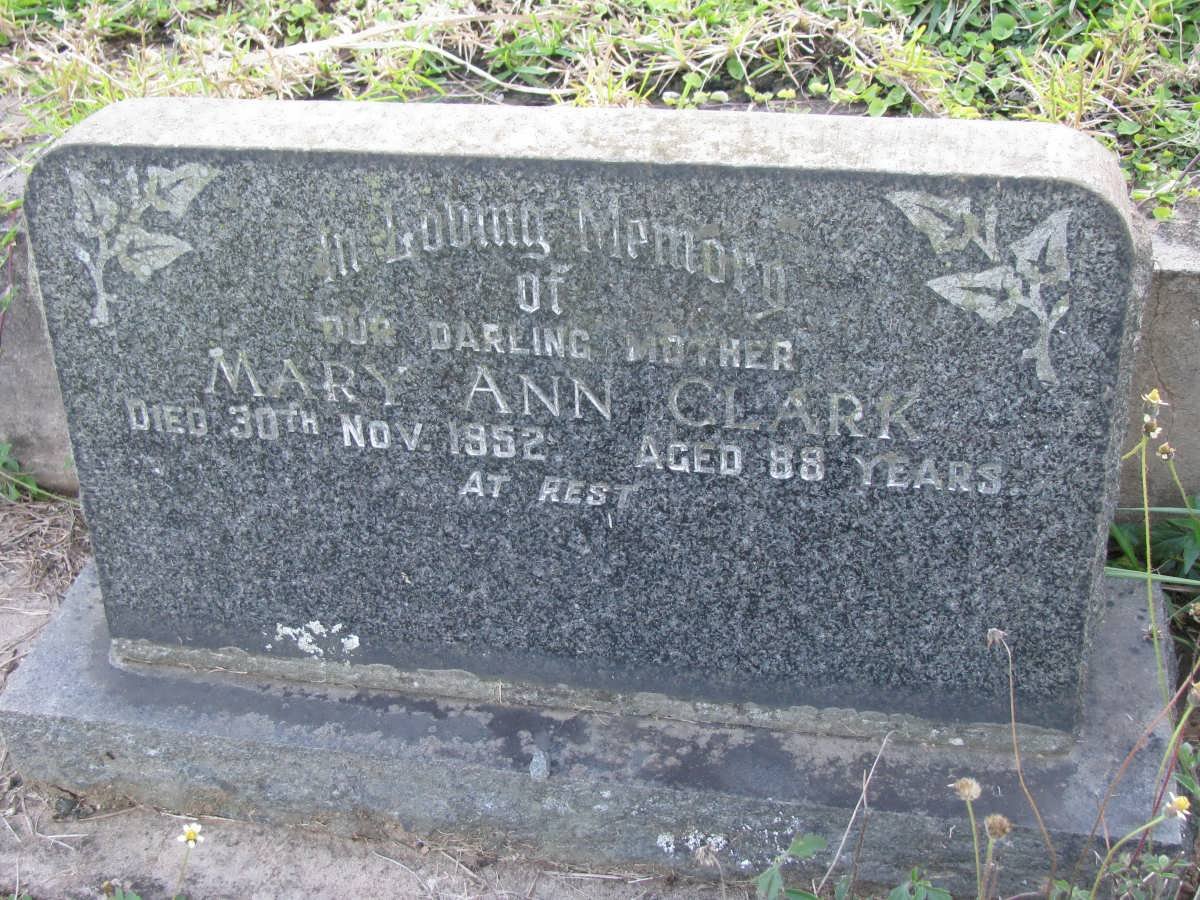 In Loving Memory
of
OUR DARLING MOTHER
MARY ANN CLARK
DIED 30TH NOV. 1952. AGED 88 YEARS
AT REST